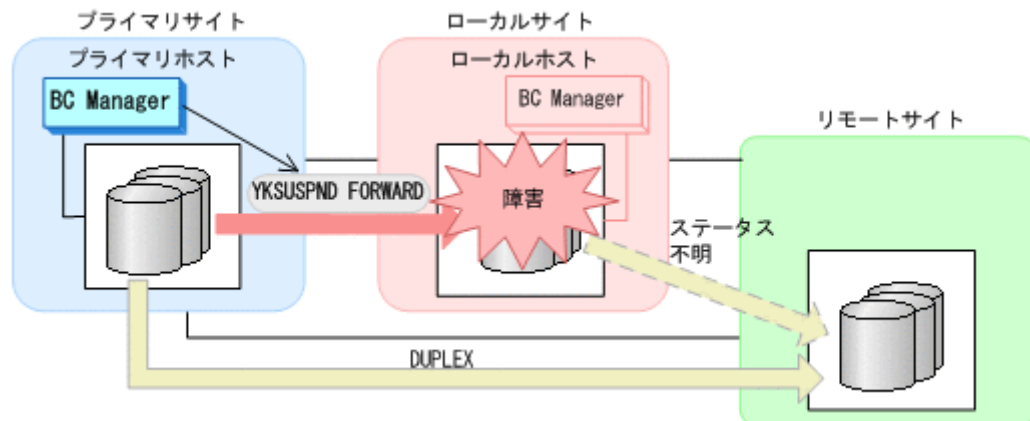 プライマリサイト
ローカルサイト
プライマリホスト
ローカルホスト
BC Manager
BC Manager
リモートサイト
YKSUSPND FORWARD
障害
ステータス
不明
DUPLEX